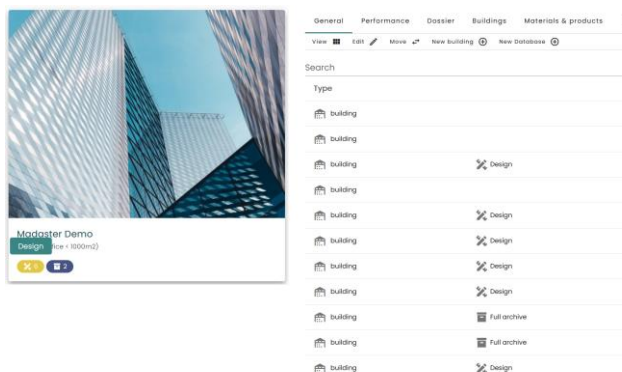 General Performance Dossier Buildings Materials & products
View Edit Move New building New Database
Search
Type
building
building
building Design
building
building Design
building Design
building Design
building Design
building Full archive
building Full archive
building Design
Madaster Demo
Design ffice > 1000m2)
2